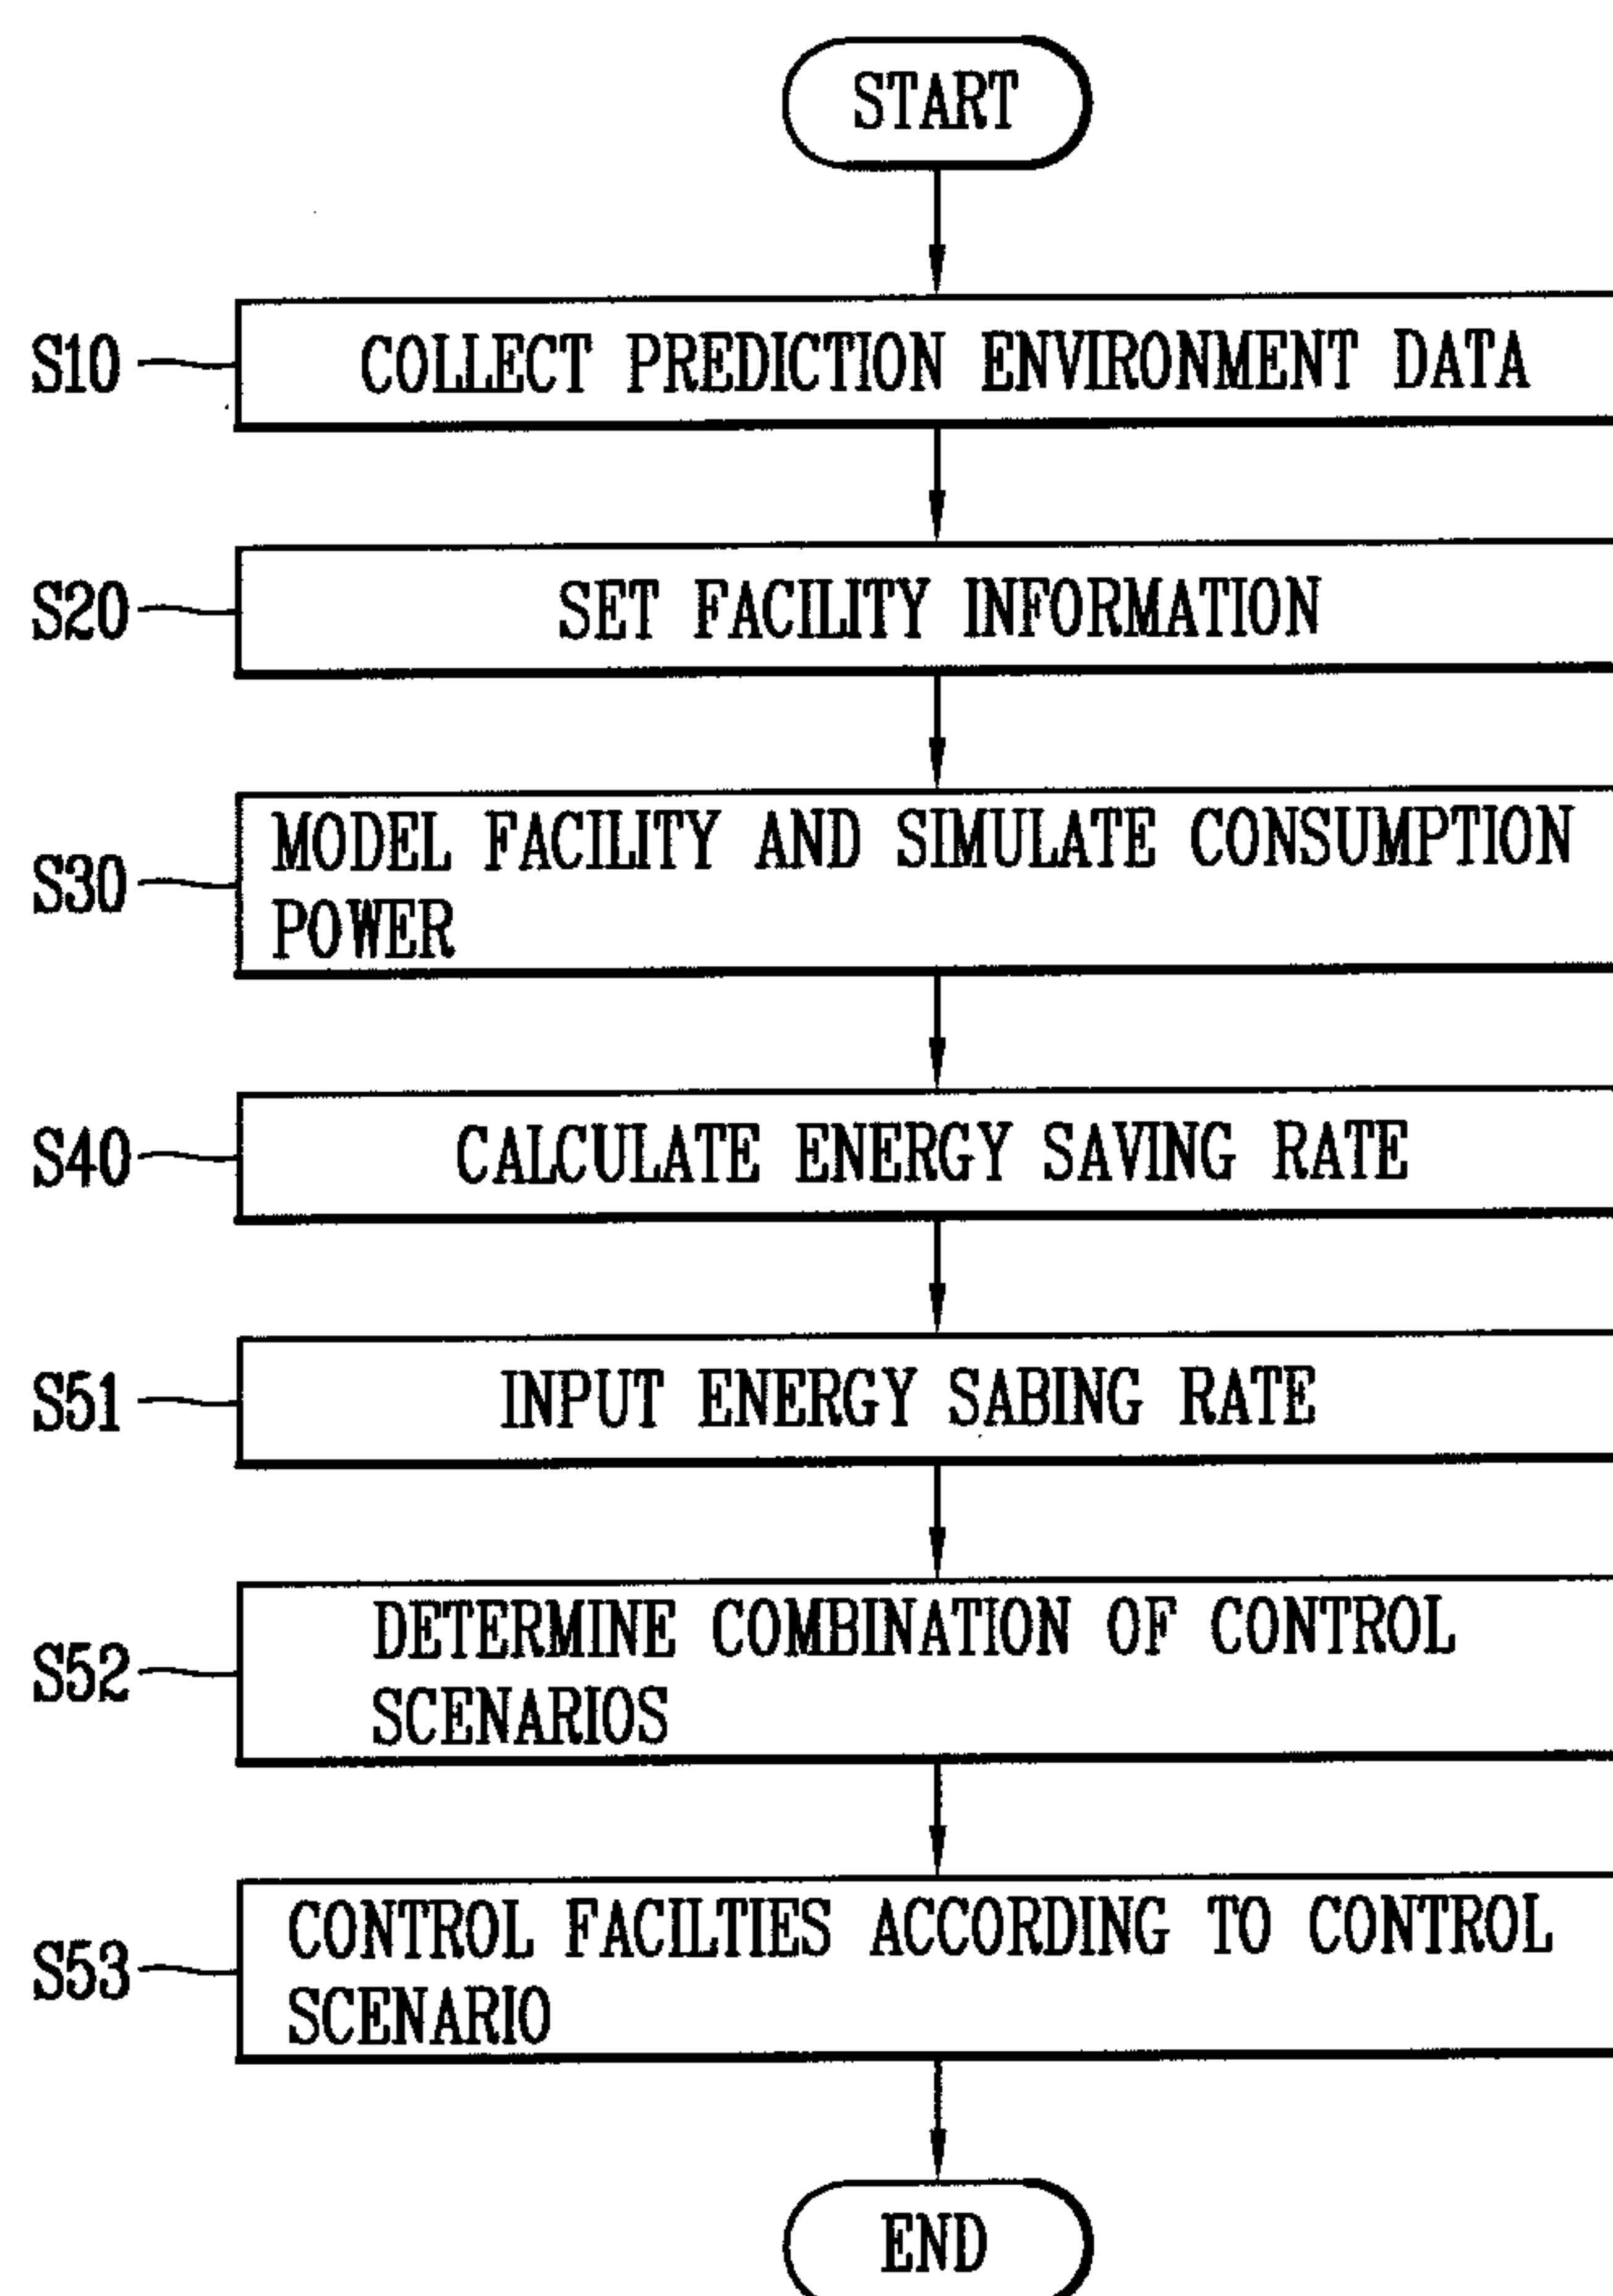 START
S10
COLLECT PREDICTION ENVIRONMENT DATA
S20
SET FACILITY INFORMATION
S30
MODEL FACILITY AND SIMULATE CONSUMPTION
POWER
S40
CALCULATE ENERGY SAVING RATE
S51
INPUT ENERGY SABING RATE
S52
DETERMINE COMBINATION OF CONTROL
SCENARIOS
S53
CONTROL FACILTIES ACCORDING TO CONTROL
SCENARIO
END